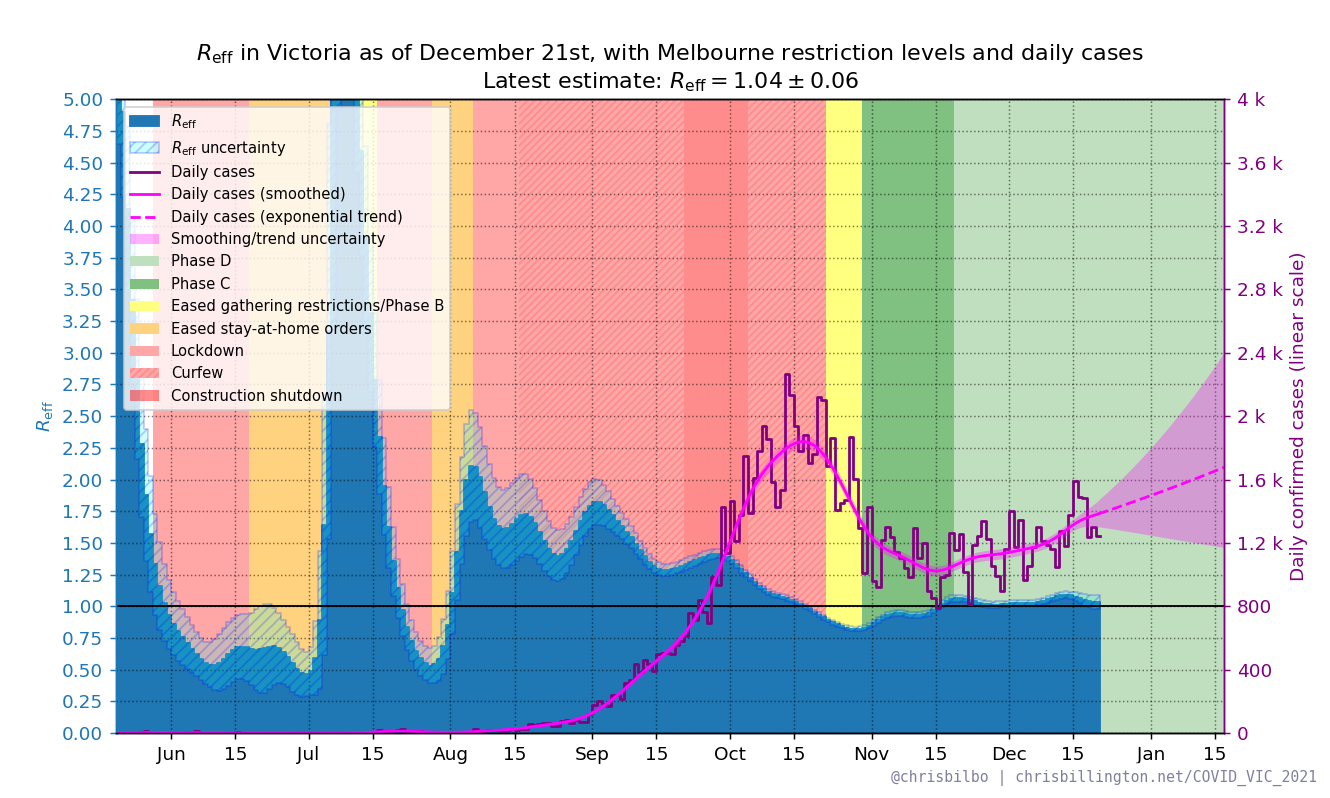 R_eff in Victoria as of December 21st, with Melbourne restriction levels and daily cases
Latest estimate: R_eff = 1.04 ± 0.06
R_eff
R_eff uncertainty
Daily cases
Daily cases (smoothed)
Daily cases (exponential trend)
Smoothing/trend uncertainty
Phase D
Phase C
Eased gathering restrictions/Phase B
Eased stay-at-home orders
Lockdown
Curfew
Construction shutdown
R_eff
5.00
4.75
4.50
4.25
4.00
3.75
3.50
3.25
3.00
2.75
2.50
2.25
2.00
1.75
1.50
1.25
1.00
0.75
0.50
0.25
0.00
4 k
3.6 k
3.2 k
2.8 k
2.4 k
2 k
1.6 k
1.2 k
800
400
0
Daily confirmed cases (linear scale)
Jun 15 Jul 15 Aug 15 Sep 15 Oct 15 Nov 15 Dec 15 Jan 15
@chrisbilbo | chrisbillington.net/COVID_VIC_2021